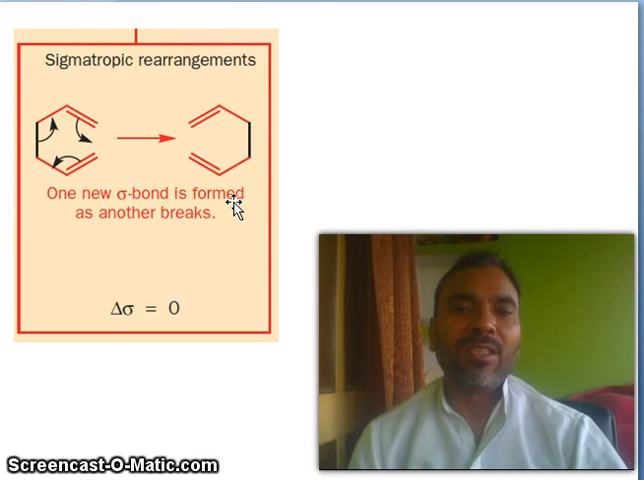 Sigmatropic rearrangements
One new σ-bond is formed
as another breaks.
Δσ = 0
Screencast-O-Matic.com